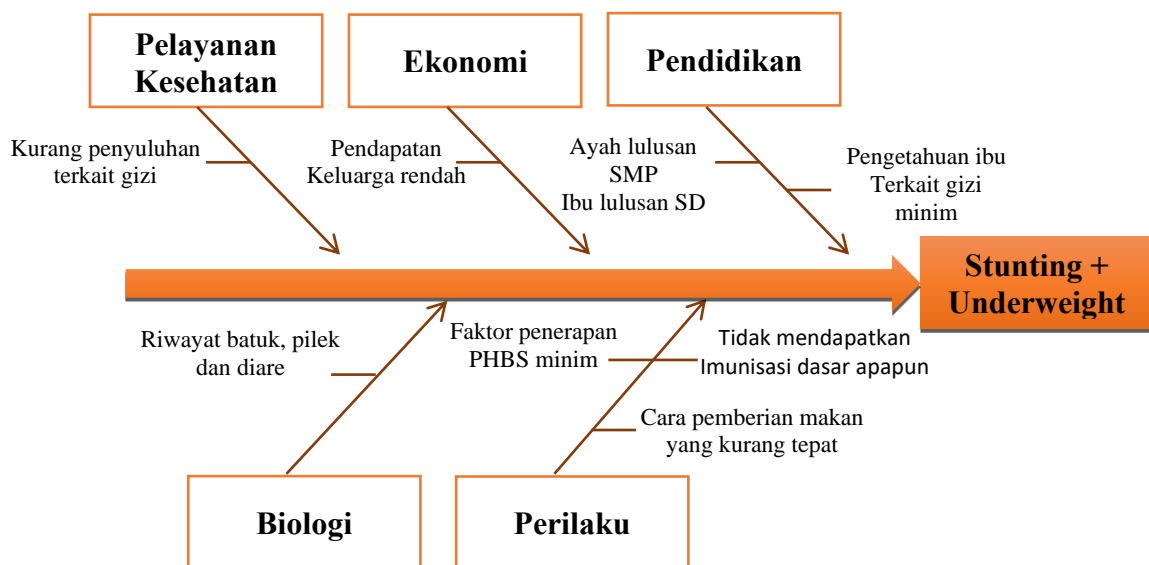 Pelayanan
Kesehatan
Ekonomi
Pendidikan
Kurang penyuluhan
terkait gizi
Pendapatan
Keluarga rendah
Ayah lulusan
SMP
Ibu lulusan SD
Pengetahuan ibu
Terkait gizi
minim
Stunting +
Underweight
Riwayat batuk, pilek
dan diare
Faktor penerapan
PHBS minim
Tidak mendapatkan
Imunisasi dasar apapun
Cara pemberian makan
yang kurang tepat
Biologi
Perilaku